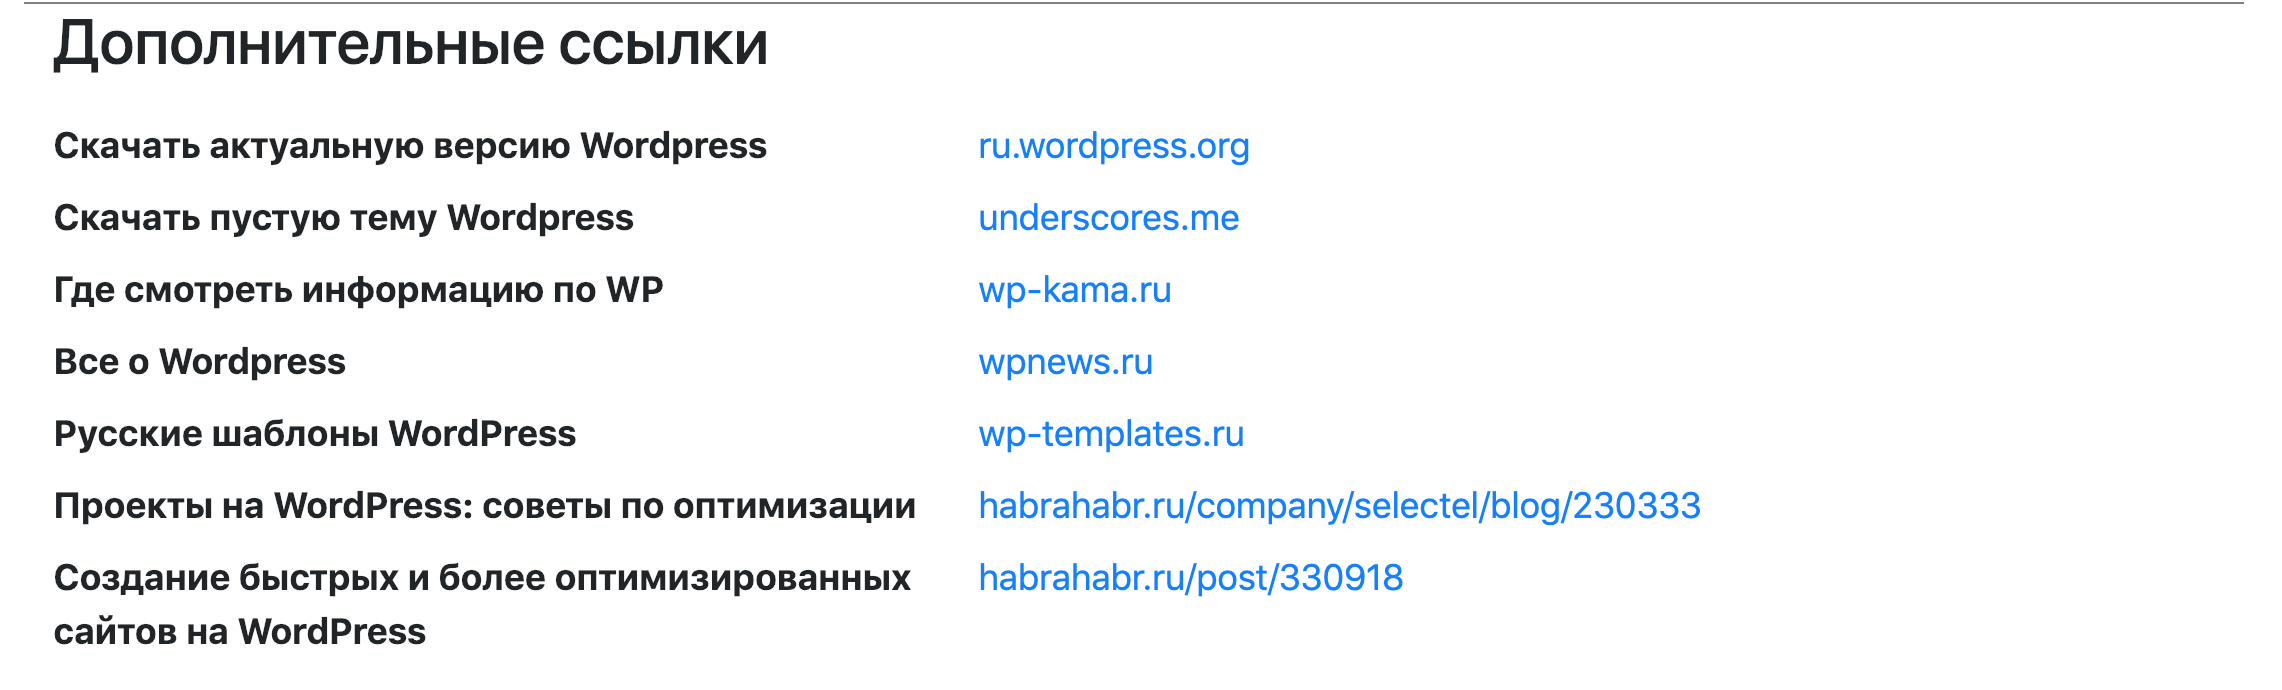 Дополнительные ссылки
Скачать актуальную версию Wordpress ru.wordpress.org
Скачать пустую тему Wordpress underscores.me
Где смотреть информацию по WP wp-kama.ru
Все о Wordpress wpnews.ru
Русские шаблоны WordPress wp-templates.ru
Проекты на WordPress: советы по оптимизации habrahabr.ru/company/selectel/blog/230333
Создание быстрых и более оптимизированных habrahabr.ru/post/330918
сайтов на WordPress